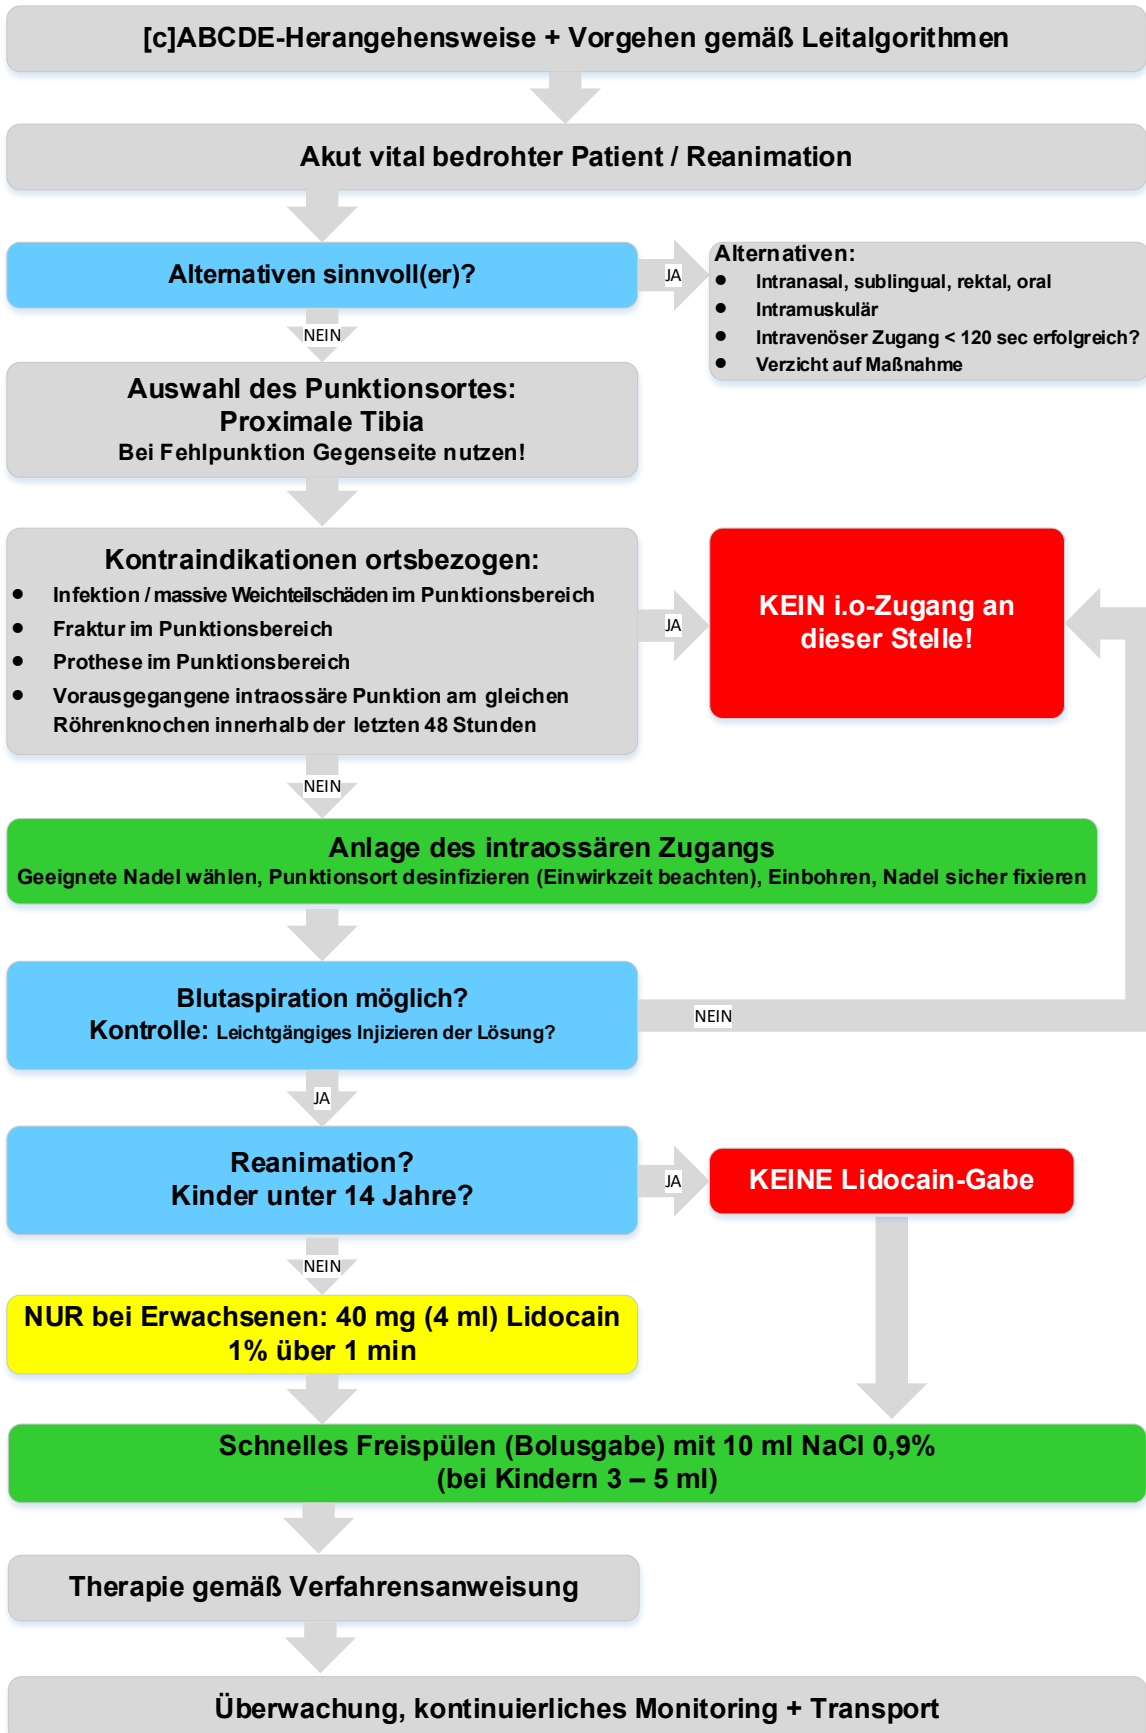 [c]ABCDE-Herangehensweise + Vorgehen gemäß Leitalgorithmen
Akut vital bedrohter Patient / Reanimation
Alternativen sinnvoll(er)?
JA
Alternativen:
● Intranasal, sublingual, rektal, oral
● Intramuskulär
● Intravenöser Zugang < 120 sec erfolgreich?
● Verzicht auf Maßnahme
NEIN
Auswahl des Punktionsortes:
Proximale Tibia
Bei Fehlpunktion Gegenseite nutzen!
Kontraindikationen ortsbezogen:
● Infektion / massive Weichteilschäden im Punktionsbereich
● Fraktur im Punktionsbereich
● Prothese im Punktionsbereich
● Vorausgegangene intraossäre Punktion am gleichen
Röhrenknochen innerhalb der letzten 48 Stunden
JA
KEIN i.o-Zugang an
dieser Stelle!
NEIN
Anlage des intraossären Zugangs
Geeignete Nadel wählen, Punktionsort desinfizieren (Einwirkzeit beachten), Einbohren, Nadel sicher fixieren
Blutaspiration möglich?
Kontrolle: Leichtgängiges Injizieren der Lösung?
NEIN
JA
Reanimation?
Kinder unter 14 Jahre?
JA
KEINE Lidocain-Gabe
NEIN
NUR bei Erwachsenen: 40 mg (4 ml) Lidocain
1% über 1 min
Schnelles Freispülen (Bolusgabe) mit 10 ml NaCl 0,9%
(bei Kindern 3 – 5 ml)
Therapie gemäß Verfahrensanweisung
Überwachung, kontinuierliches Monitoring + Transport